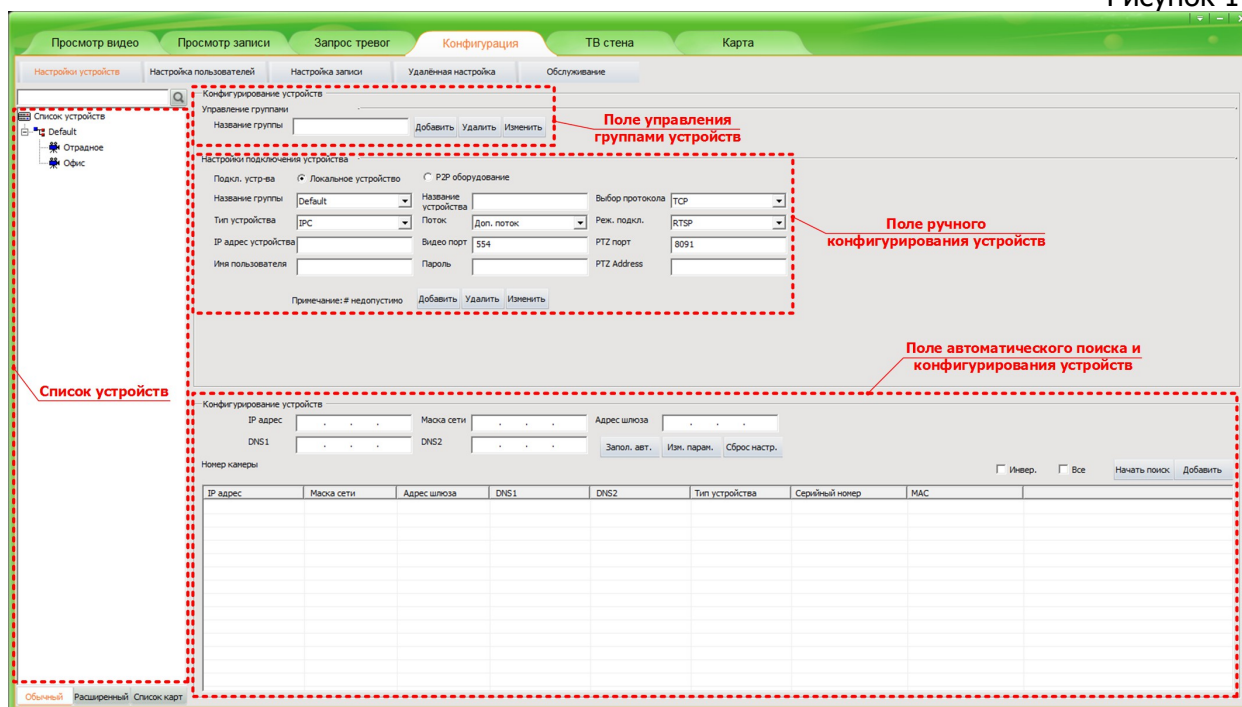 Рисунок 1
Просмотр видео Просмотр записи Запрос тревог Конфигурация ТВ стена Карта
Настройки устройств Настройка пользователей Настройка записи Удалённая настройка Обслуживание
Список устройств
Default
Отрадное
Офис
Конфигурирование устройств
Управление группами
Название группы Добавить Удалить Изменить
Поле управления
группами устройств
Настройки подключения устройства
Подкл. устр-ва Локальное устройство P2P оборудование
Название группы Default Название устройства Выбор протокола TCP
Тип устройства IPC Поток Доп. поток Реж. подкл. RTSP
IP адрес устройства Видео порт 554 PTZ порт 8091
Имя пользователя Пароль PTZ Address
Примечание:# недопустимо Добавить Удалить Изменить
Поле ручного
конфигурирования устройств
Поле автоматического поиска и
конфигурирования устройств
Список устройств
Конфигурирование устройств
IP адрес . . . Маска сети . . . Адрес шлюза . . .
DNS1 . . . DNS2 . . . Запол. авт. Изм. парам. Сброс настр.
Номер камеры Инвер. Все Начать поиск Добавить
IP адрес Маска сети Адрес шлюза DNS1 DNS2 Тип устройства Серийный номер MAC
Обычный Расширенный Список карт